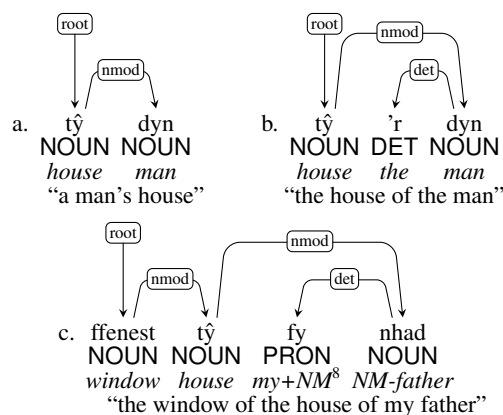 root root nmod
nmod det
a. tŷ dyn b. tŷ 'r dyn
NOUN NOUN NOUN DET NOUN
house man house the man
“a man's house” “the house of the man”
root nmod
nmod det
c. ffenest tŷ fy nhad
NOUN NOUN PRON NOUN
window house my+NM⁸ NM-father
“the window of the house of my father”